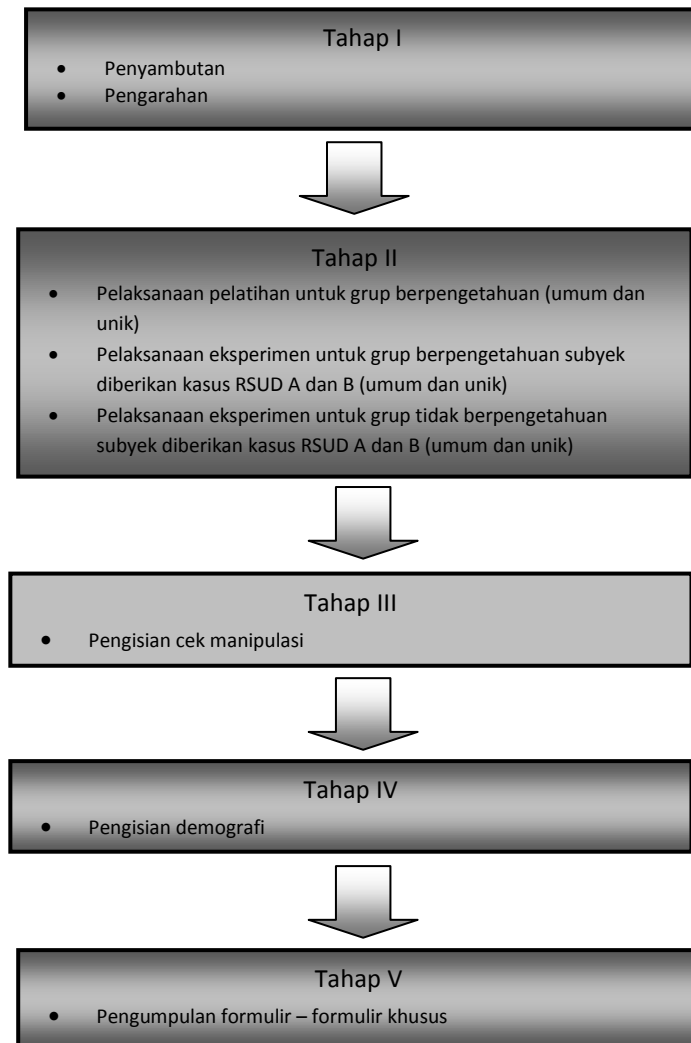 Tahap I
• Penyambutan
• Pengarahan
Tahap II
• Pelaksanaan pelatihan untuk grup berpengetahuan (umum dan
unik)
• Pelaksanaan eksperimen untuk grup berpengetahuan subyek
diberikan kasus RSUD A dan B (umum dan unik)
• Pelaksanaan eksperimen untuk grup tidak berpengetahuan
subyek diberikan kasus RSUD A dan B (umum dan unik)
Tahap III
• Pengisian cek manipulasi
Tahap IV
• Pengisian demografi
Tahap V
• Pengumpulan formulir – formulir khusus